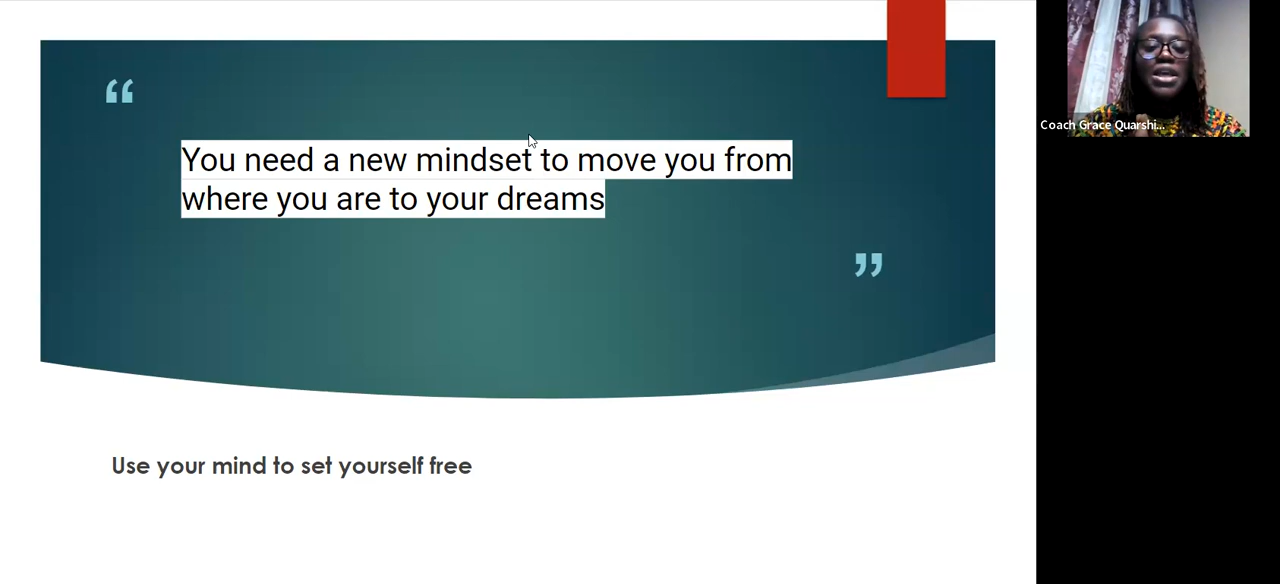 “
You need a new mindset to move you from
where you are to your dreams
”
Use your mind to set yourself free
Coach Grace Quarshi...